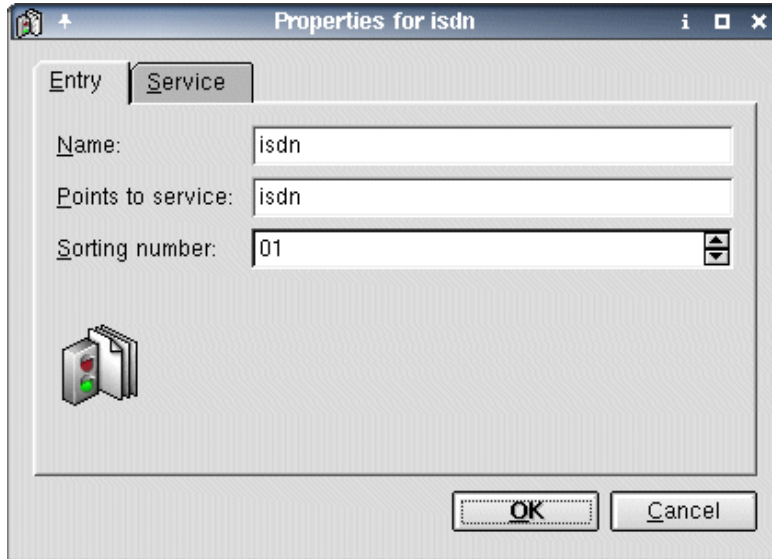 Properties for isdn
Entry Service
Name: isdn
Points to service: isdn
Sorting number: 01
OK Cancel